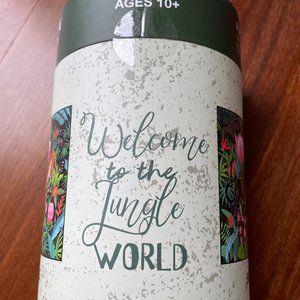 AGES 10+
Welcome
to the
Jungle
WORLD